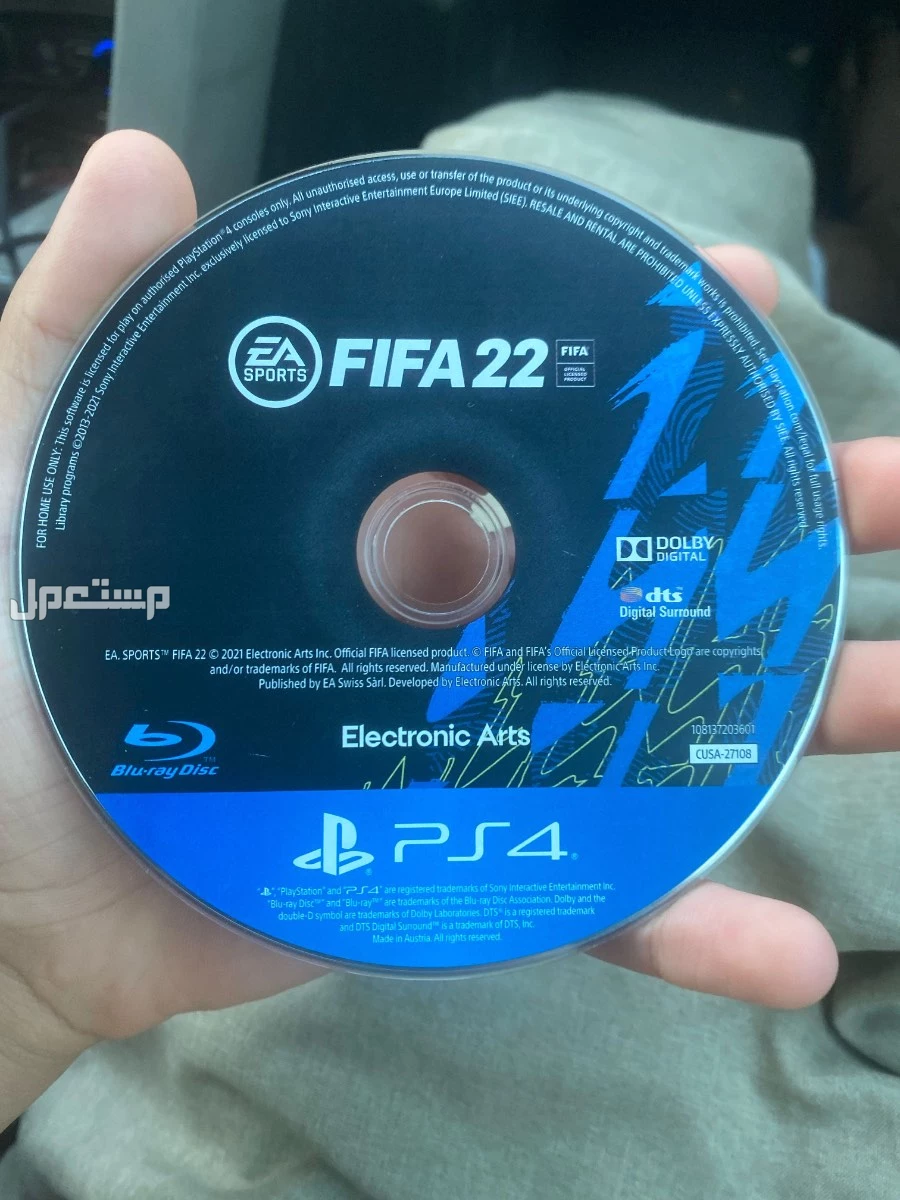 FOR HOME USE ONLY: This software is licensed for play on authorised PlayStation®4 consoles only. All unauthorised access, use or transfer of the product or its underlying copyright and trademark works is prohibited. See playstation.com/legal for full usage rights.
Library programs ©2013-2021 Sony Interactive Entertainment Inc. exclusively licensed to Sony Interactive Entertainment Europe Limited (SIEE). RESALE AND RENTAL ARE PROHIBITED UNLESS EXPRESSLY AUTHORISED BY SIEE. All rights reserved.
EA
SPORTS
FIFA 22
FIFA
OFFICIAL
LICENSED
PRODUCT
DOLBY
DIGITAL
dts
Digital Surround
مستعمل
EA. SPORTS™ FIFA 22 © 2021 Electronic Arts Inc. Official FIFA licensed product. © FIFA and FIFA's Official Licensed Product Logo are copyrights
and/or trademarks of FIFA. All rights reserved. Manufactured under license by Electronic Arts Inc.
Published by EA Swiss Sàrl. Developed by Electronic Arts. All rights reserved.
Blu-ray Disc™
Electronic Arts
108137203601
CUSA-27108
PS4®
"PlayStation" and "PS4" are registered trademarks of Sony Interactive Entertainment Inc.
"Blu-ray Disc™" and "Blu-ray™" are trademarks of the Blu-ray Disc Association. Dolby and the
double-D symbol are trademarks of Dolby Laboratories. DTS® is a registered trademark
and DTS Digital Surround™ is a trademark of DTS, Inc.
Made in Austria. All rights reserved.